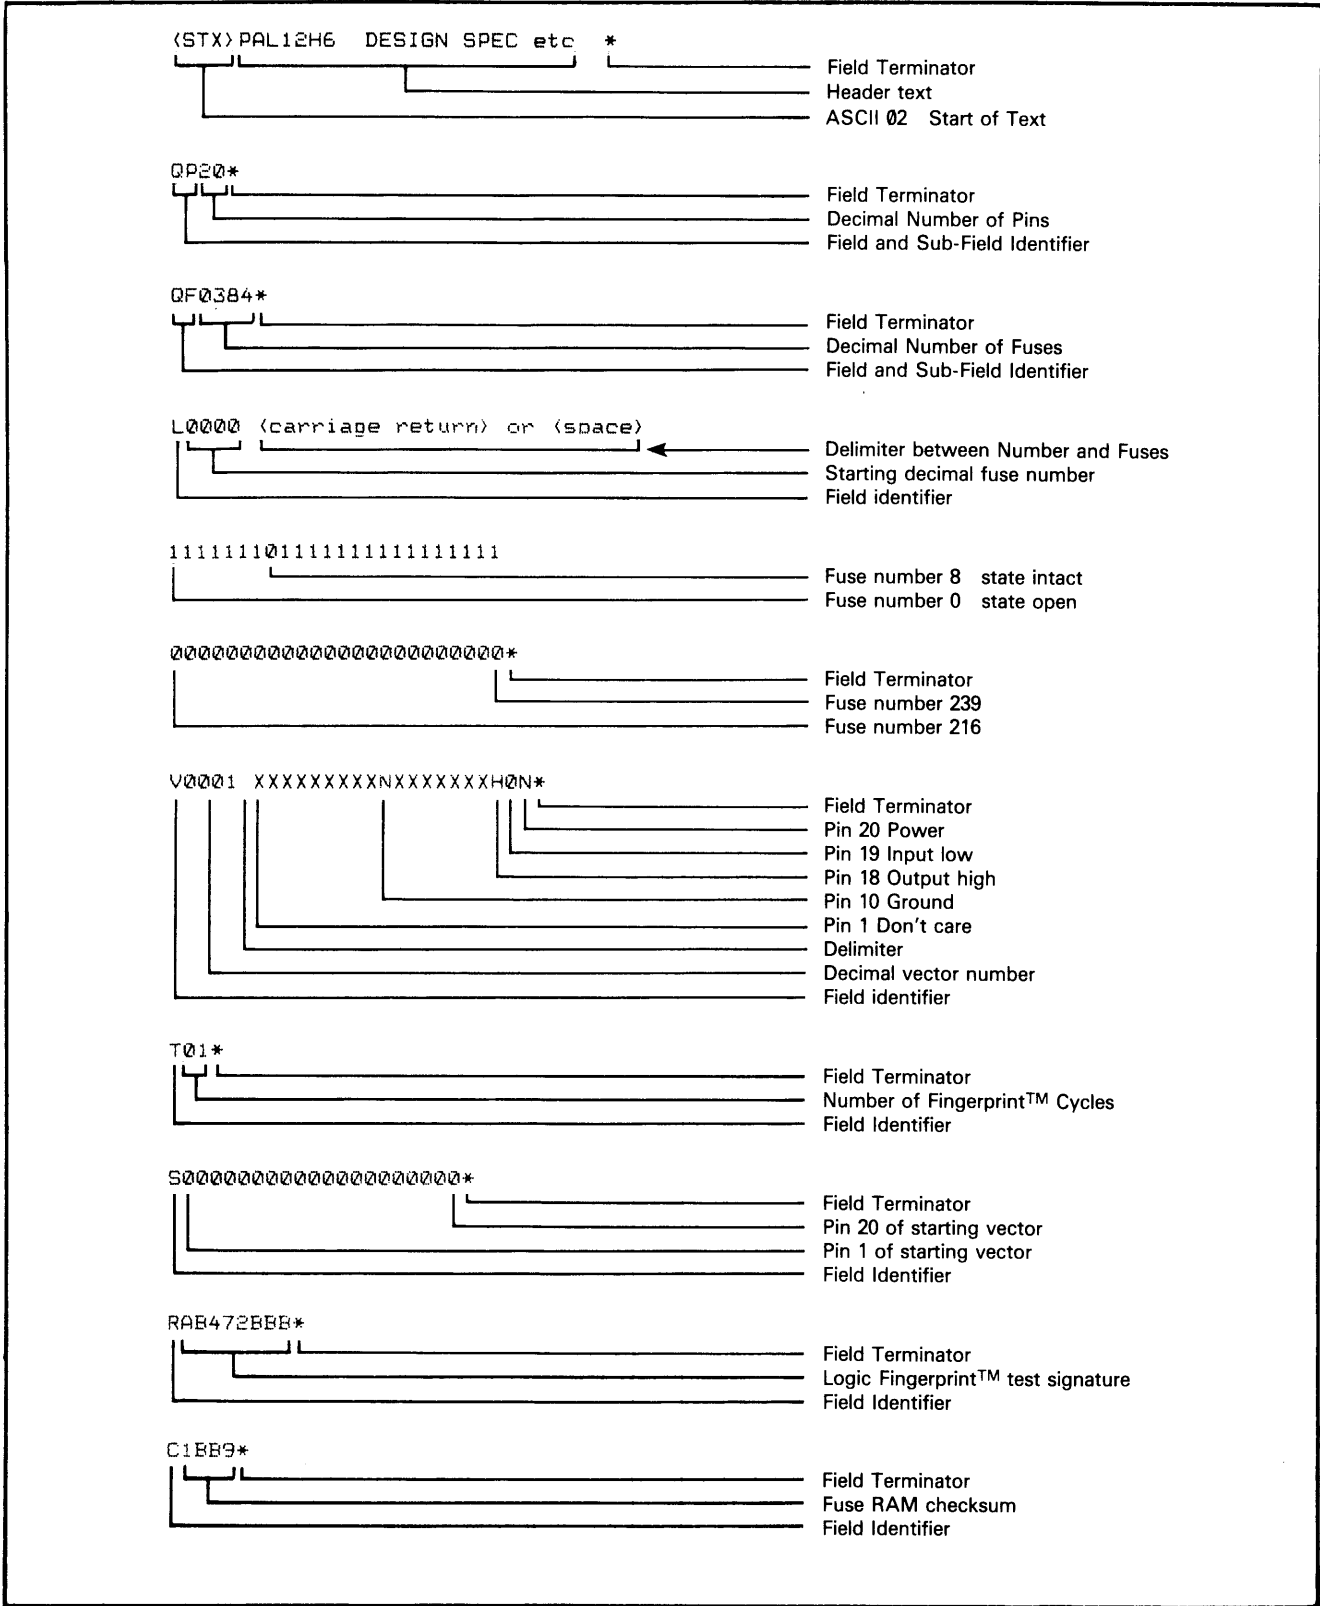 <STX>PAL12H6 DESIGN SPEC etc *
Field Terminator
Header text
ASCII 02 Start of Text
QP20*
Field Terminator
Decimal Number of Pins
Field and Sub-Field Identifier
QF0384*
Field Terminator
Decimal Number of Fuses
Field and Sub-Field Identifier
L0000 <carriage return> or <space>
Delimiter between Number and Fuses
Starting decimal fuse number
Field identifier
111111101111111111111111
Fuse number 8 state intact
Fuse number 0 state open
000000000000000000000000*
Field Terminator
Fuse number 239
Fuse number 216
V0001 XXXXXXXXXNXXXXXXXH0N*
Field Terminator
Pin 20 Power
Pin 19 Input low
Pin 18 Output high
Pin 10 Ground
Pin 1 Don't care
Delimiter
Decimal vector number
Field identifier
T01*
Field Terminator
Number of Fingerprint™ Cycles
Field Identifier
S00000000000000000000*
Field Terminator
Pin 20 of starting vector
Pin 1 of starting vector
Field Identifier
RAB472BBB*
Field Terminator
Logic Fingerprint™ test signature
Field Identifier
C1BB9*
Field Terminator
Fuse RAM checksum
Field Identifier